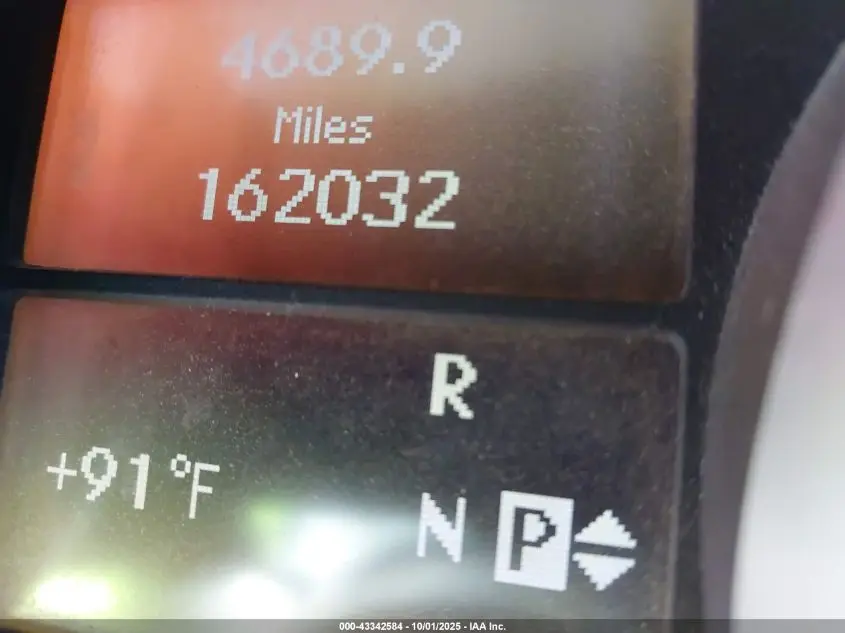 4689.9
Miles
162032
R
+91°F
N P
000-43342584 - 10/01/2025 - IAA Inc.